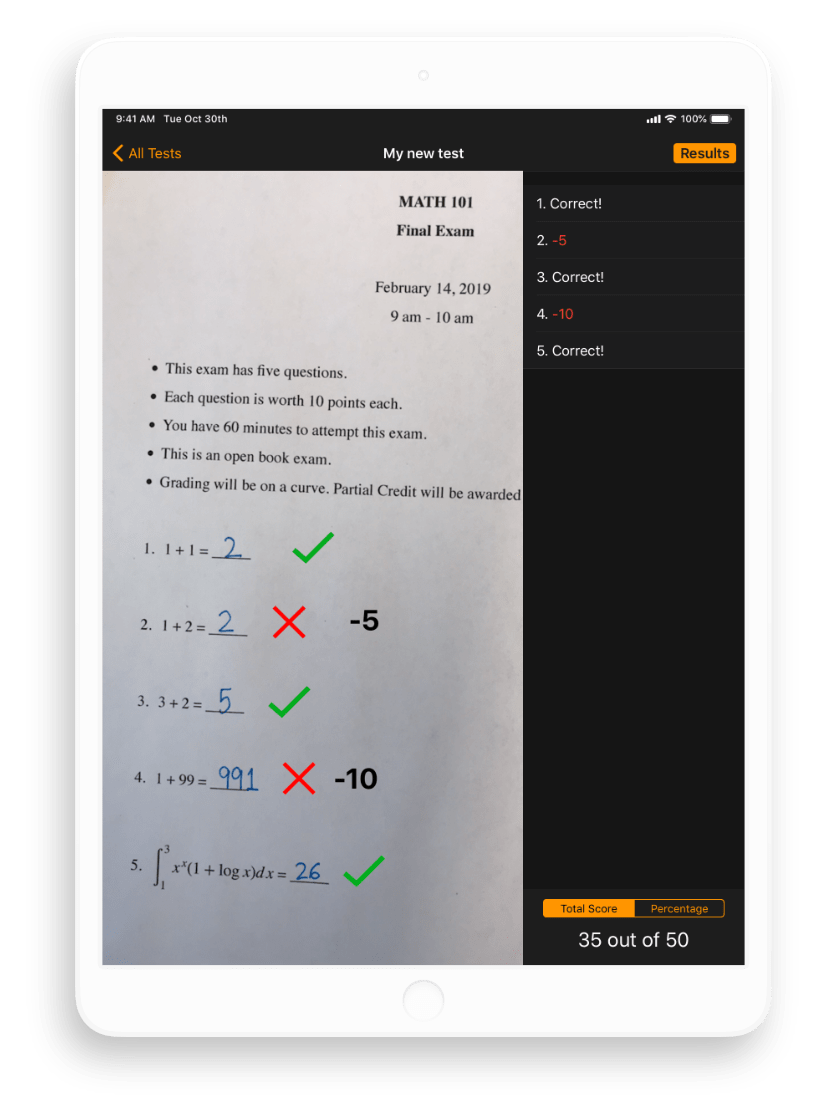 9:41 AM Tue Oct 30th 100%
All Tests My new test Results
MATH 101
Final Exam
February 14, 2019
9 am - 10 am
• This exam has five questions.
• Each question is worth 10 points each.
• You have 60 minutes to attempt this exam.
• This is an open book exam.
• Grading will be on a curve. Partial Credit will be awarded
1. 1 + 1 = 2
2. 1 + 2 = 2 -5
3. 3 + 2 = 5
4. 1 + 99 = 991 -10
5. ∫₁³ xˣ(1 + log x)dx = 26
1. Correct!
2. -5
3. Correct!
4. -10
5. Correct!
Total Score Percentage
35 out of 50